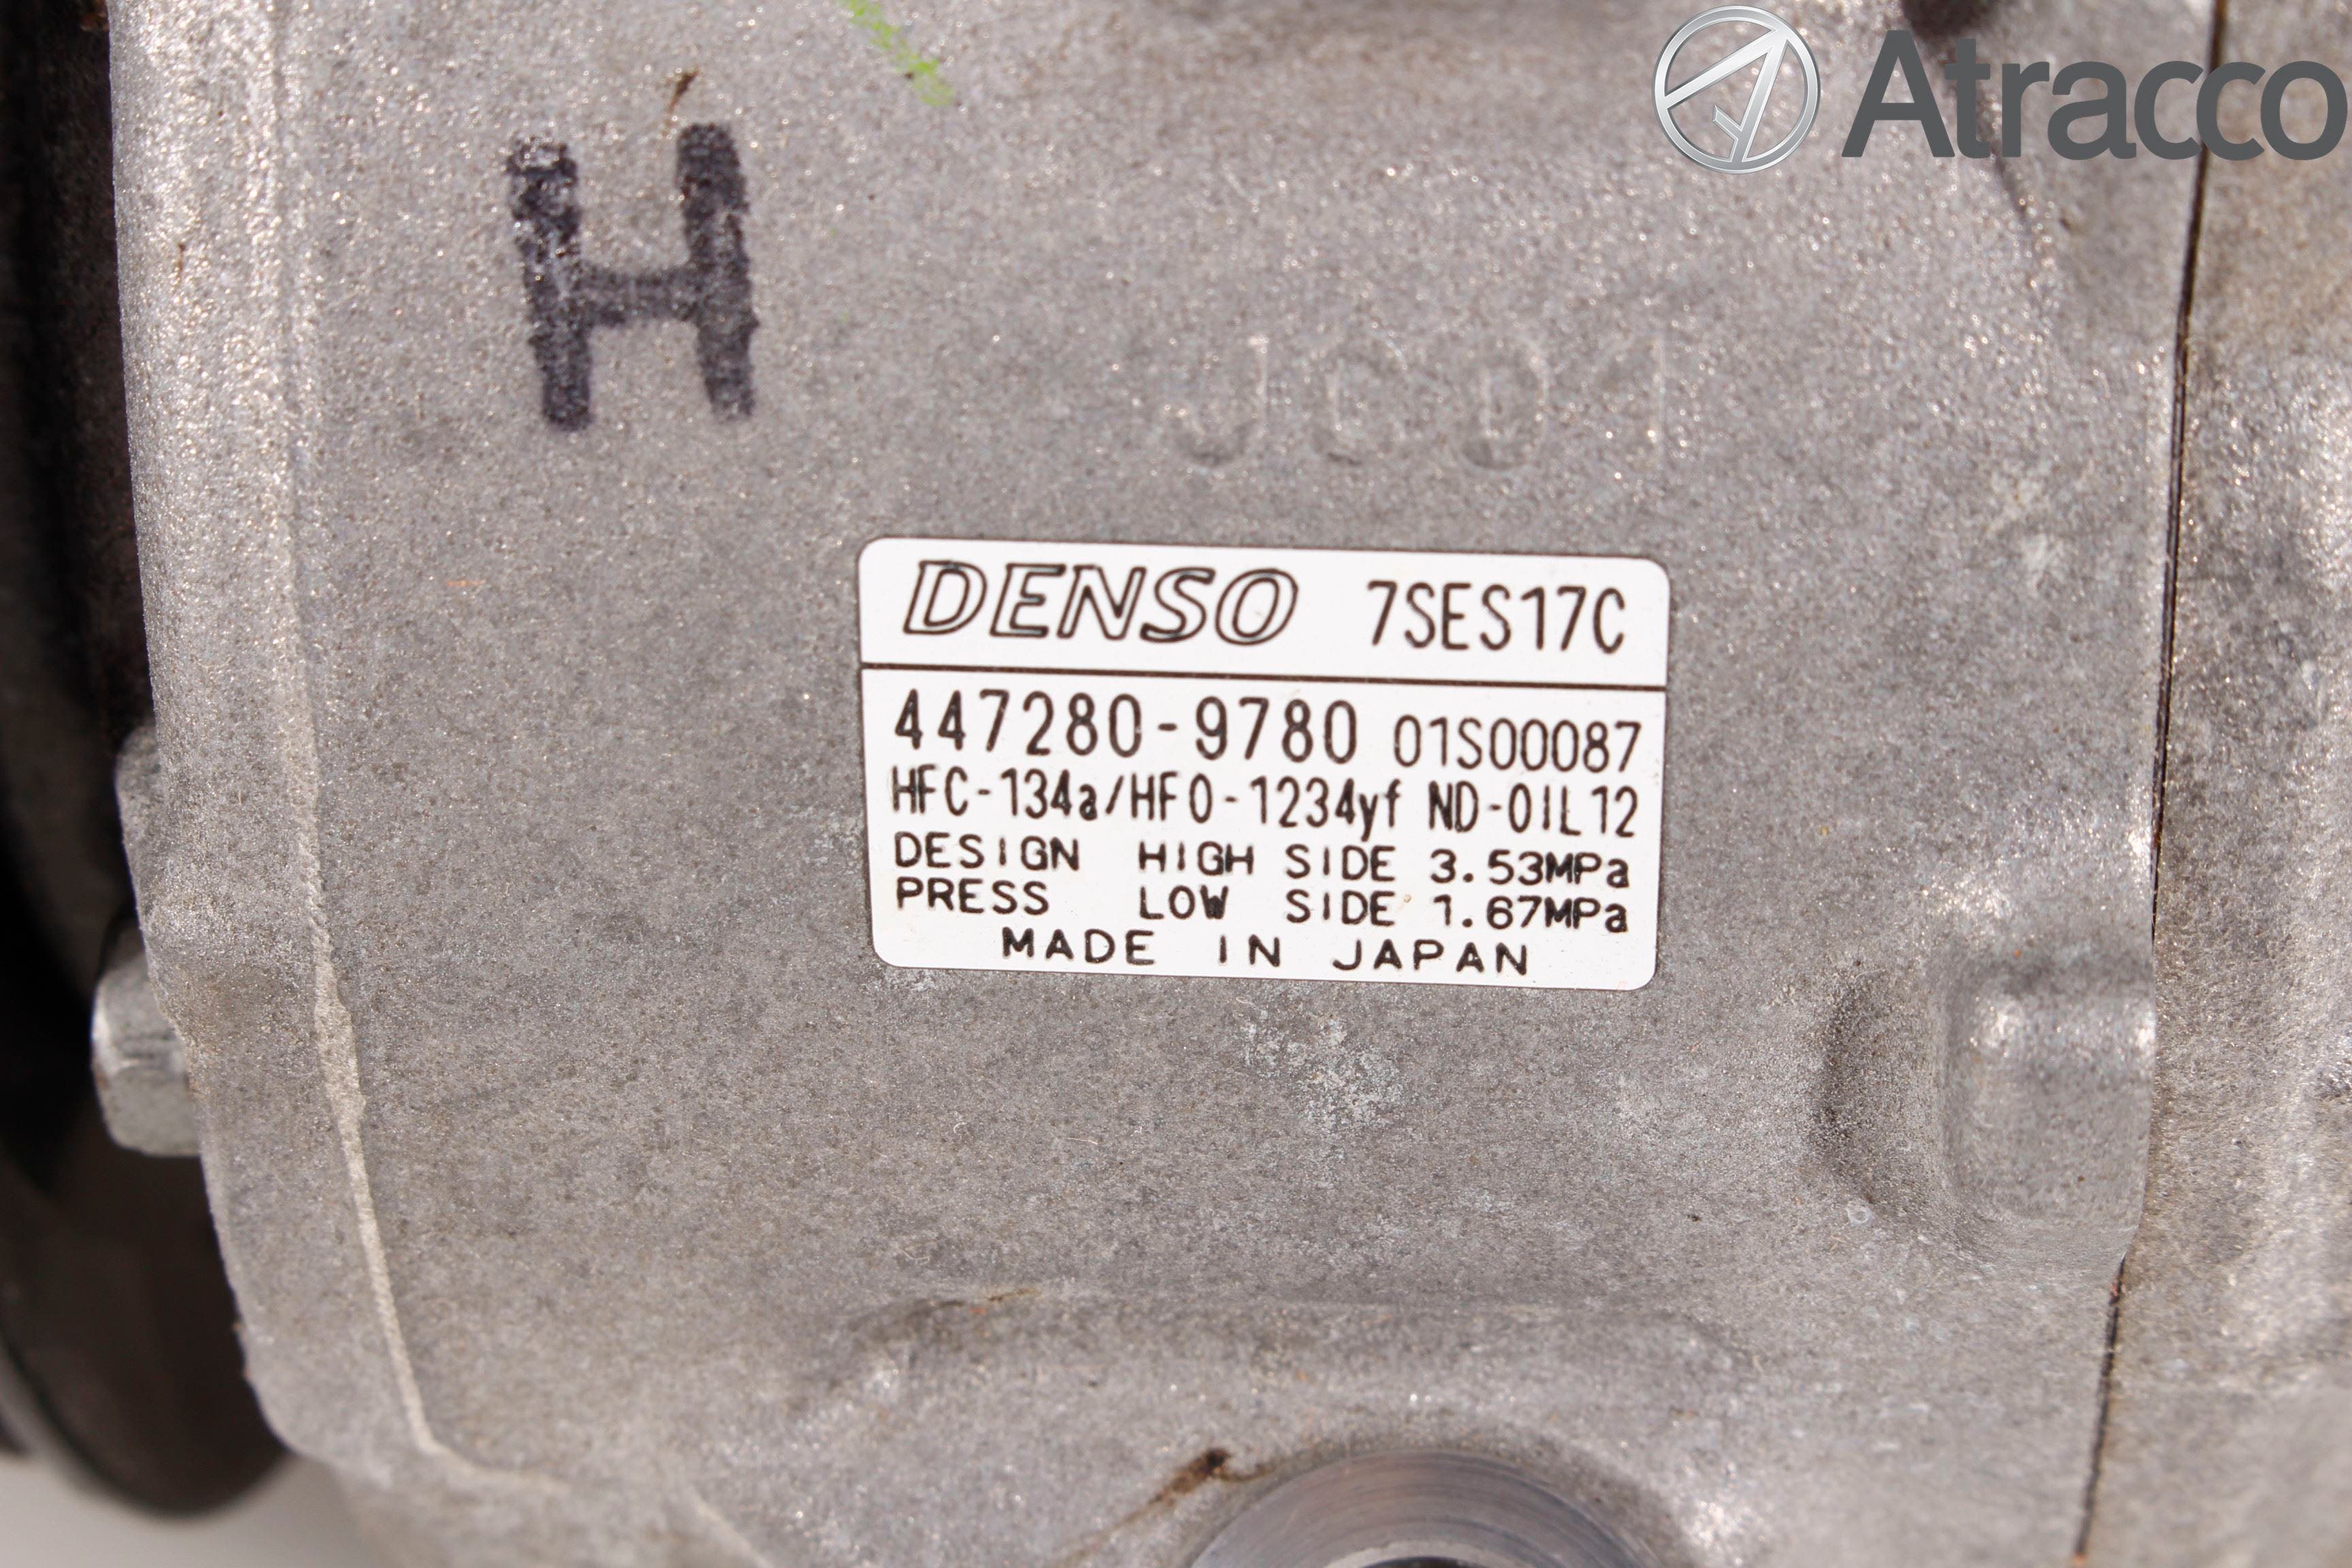 Atracco
H
JC01
DENSO 7SES17C
447280-9780 01S00087
HFC-134a/HFO-1234yf ND-OIL12
DESIGN HIGH SIDE 3.53MPa
PRESS LOW SIDE 1.67MPa
MADE IN JAPAN